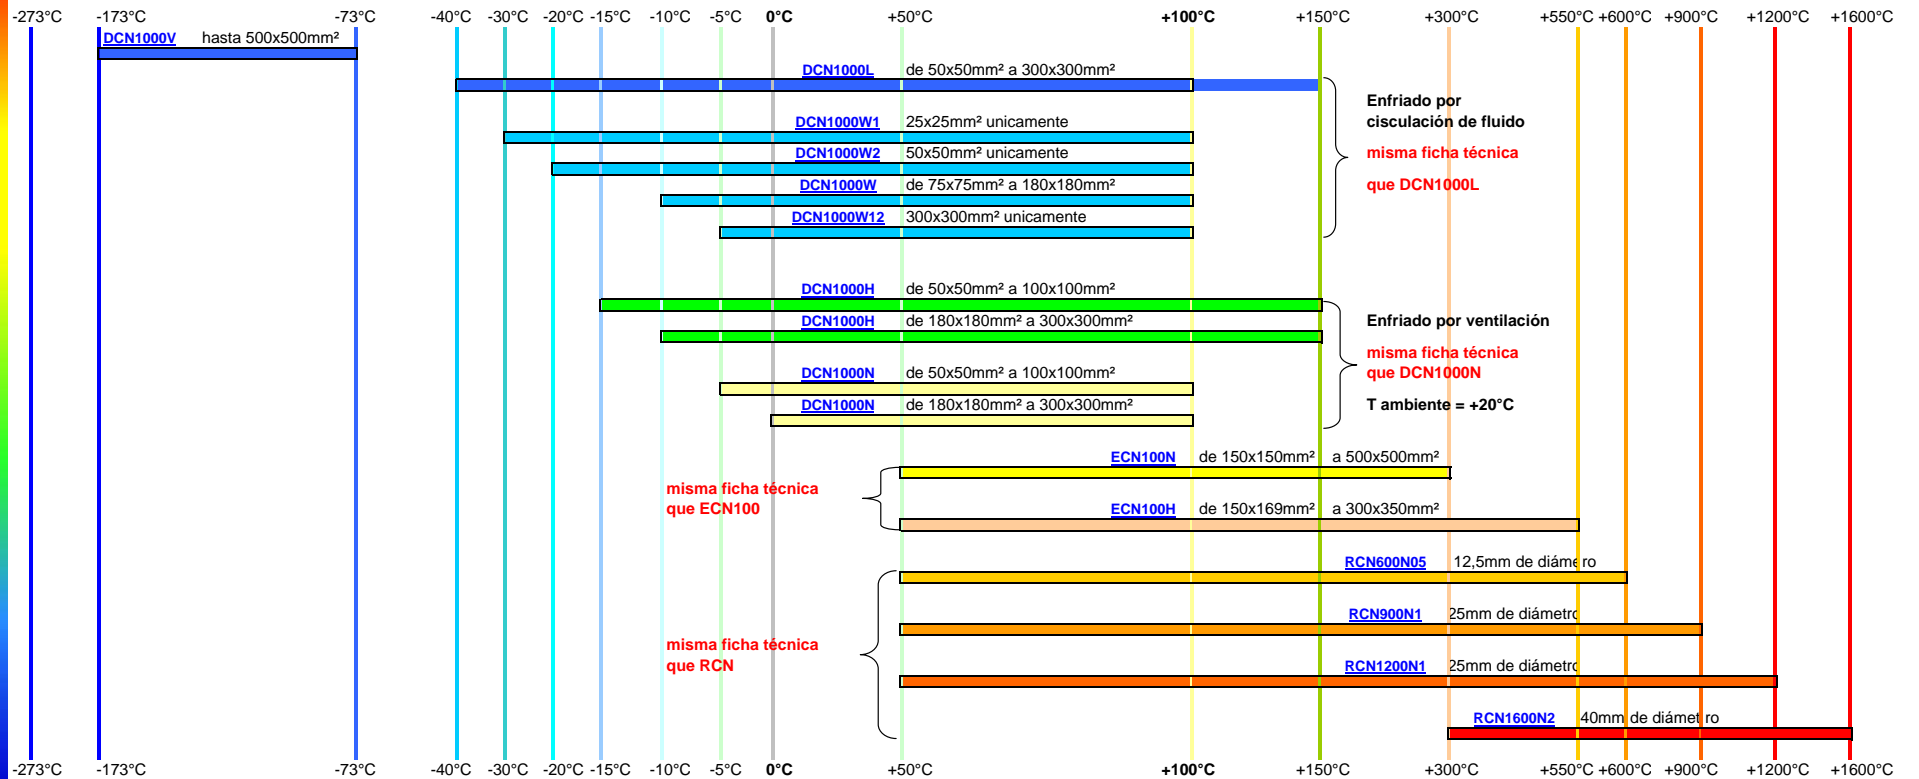 -273°C -173°C -73°C -40°C -30°C -20°C -15°C -10°C -5°C 0°C +50°C +100°C +150°C +300°C +550°C +600°C +900°C +1200°C +1600°C
DCN1000V hasta 500x500mm²
DCN1000L de 50x50mm² a 300x300mm²
Enfriado por
cisculación de fluido
misma ficha técnica
que DCN1000L
DCN1000W1 25x25mm² unicamente
DCN1000W2 50x50mm² unicamente
DCN1000W de 75x75mm² a 180x180mm²
DCN1000W12 300x300mm² unicamente
DCN1000H de 50x50mm² a 100x100mm²
DCN1000H de 180x180mm² a 300x300mm²
Enfriado por ventilación
misma ficha técnica
que DCN1000N
T ambiente = +20°C
DCN1000N de 50x50mm² a 100x100mm²
DCN1000N de 180x180mm² a 300x300mm²
ECN100N de 150x150mm² a 500x500mm²
misma ficha técnica
que ECN100
ECN100H de 150x169mm² a 300x350mm²
RCN600N05 12,5mm de diámetro
RCN900N1 25mm de diámetro
misma ficha técnica
que RCN
RCN1200N1 25mm de diámetro
RCN1600N2 40mm de diámetro
-273°C -173°C -73°C -40°C -30°C -20°C -15°C -10°C -5°C 0°C +50°C +100°C +150°C +300°C +550°C +600°C +900°C +1200°C +1600°C